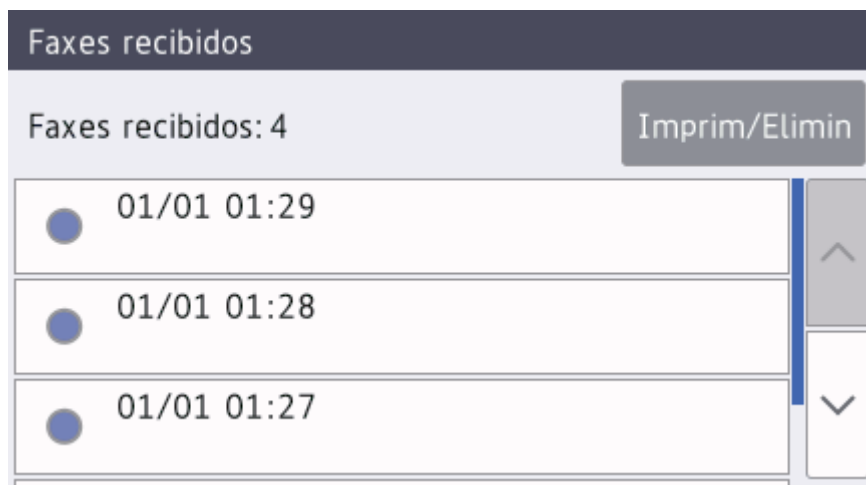 Faxes recibidos
Faxes recibidos: 4
Imprim/Elimin
01/01 01:29
01/01 01:28
01/01 01:27